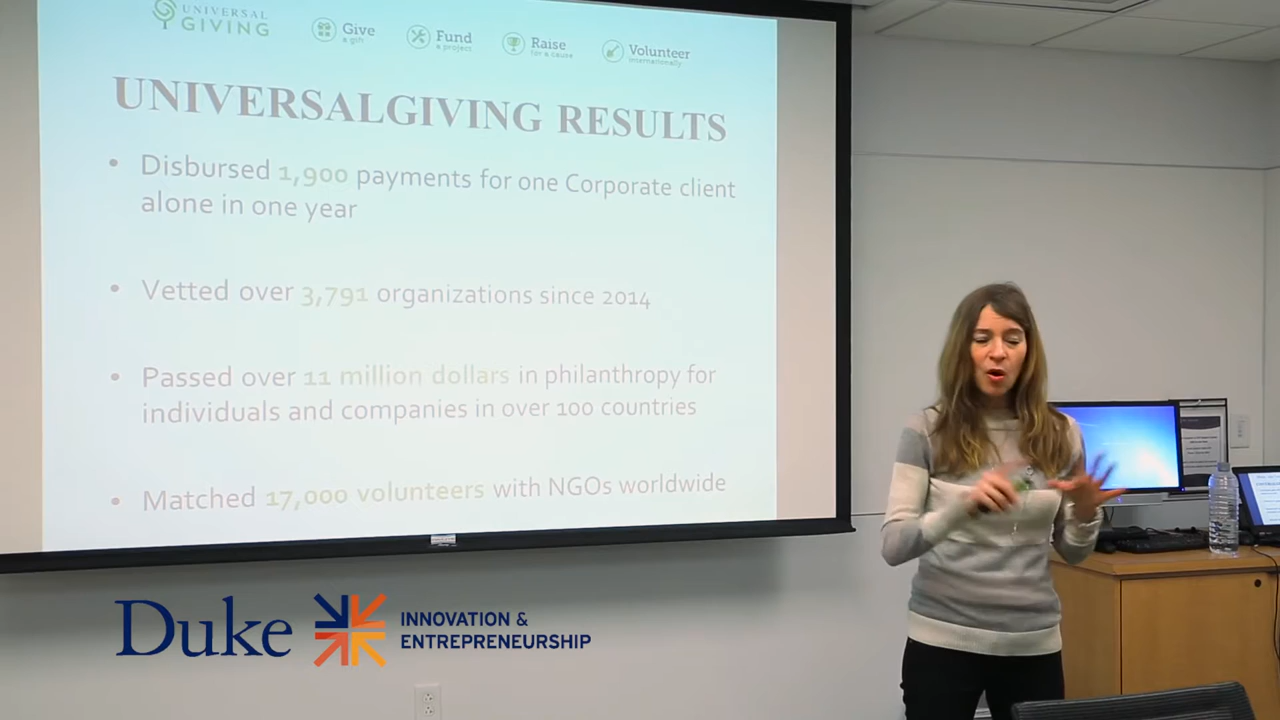 UNIVERSAL
GIVING
Give
a gift
Fund
a project
Raise
for a cause
Volunteer
internationally
UNIVERSALGIVING RESULTS
• Disbursed 1,900 payments for one Corporate client
alone in one year
• Vetted over 3,791 organizations since 2014
• Passed over 11 million dollars in philanthropy for
individuals and companies in over 100 countries
• Matched 17,000 volunteers with NGOs worldwide
Duke
INNOVATION &
ENTREPRENEURSHIP